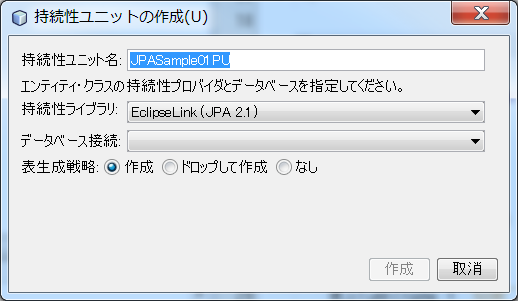 持続性ユニットの作成(U)
持続性ユニット名: JPASample01PU
エンティティ・クラスの持続性プロバイダとデータベースを指定してください。
持続性ライブラリ: EclipseLink (JPA 2.1)
データベース接続:
表生成戦略: 作成 ドロップして作成 なし
作成 取消